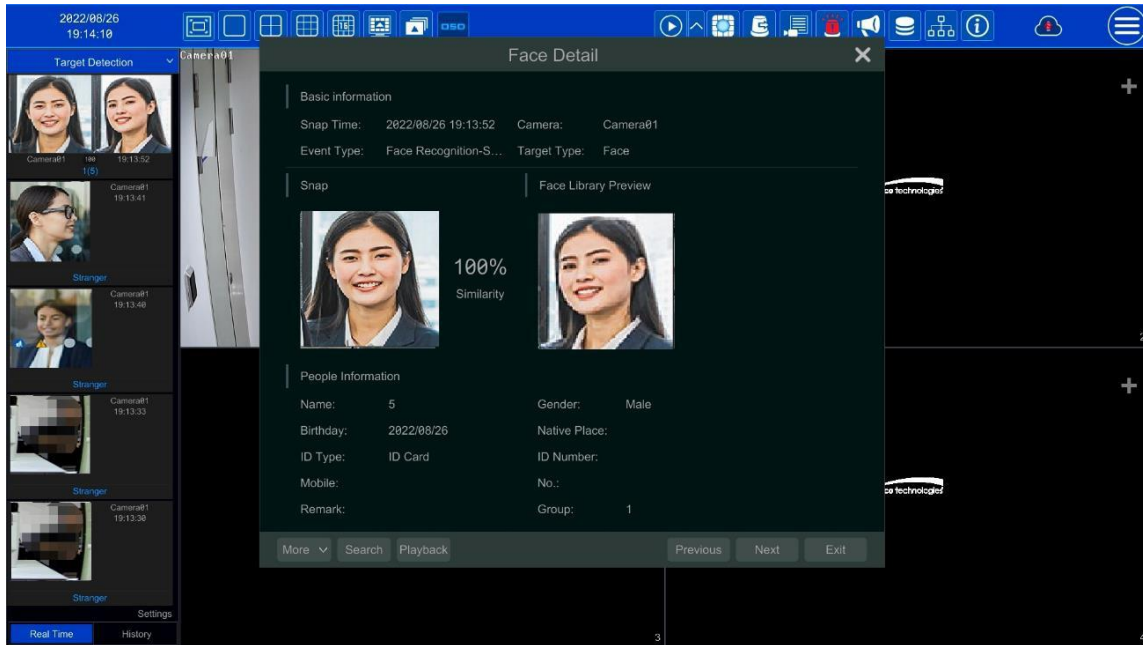 2022/08/26
19:14:10
OSD
Target Detection
Camera01 100 19:13:52
1(5)
Camera01
19:13:41
Stranger
Camera01
19:13:40
Stranger
Camera01
19:13:33
Stranger
Camera01
19:13:30
Stranger
Settings
Real Time History
Camera01
Face Detail
Basic information
Snap Time: 2022/08/26 19:13:52 Camera: Camera01
Event Type: Face Recognition-S... Target Type: Face
Snap Face Library Preview
100%
Similarity
People Information
Name: 5 Gender: Male
Birthday: 2022/08/26 Native Place:
ID Type: ID Card ID Number:
Mobile: No.:
Remark: Group: 1
More Search Playback Previous Next Exit
technologies
2
technologies
3
4